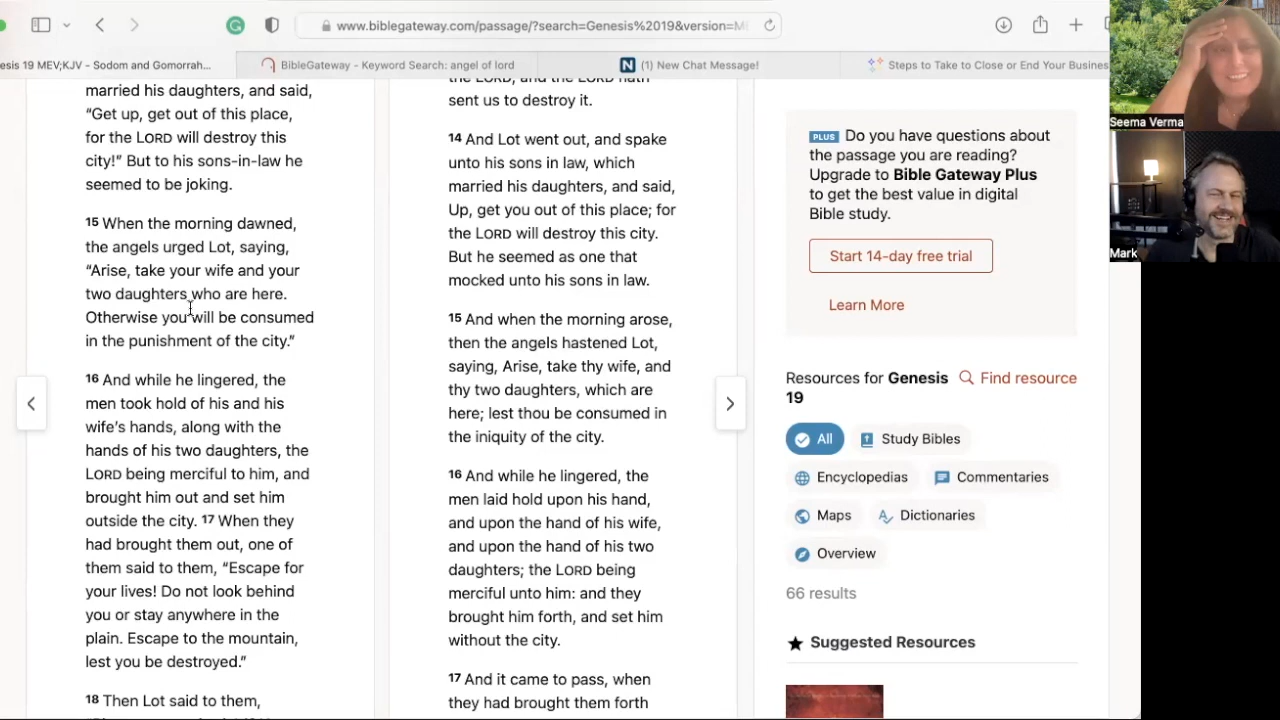 www.biblegateway.com/passage/?search=Genesis%2019&version=M
esis 19 MEV;KJV - Sodom and Gomorrah...
BibleGateway - Keyword Search: angel of lord
(1) New Chat Message!
Steps to Take to Close or End Your Busines
married his daughters, and said,
“Get up, get out of this place,
for the LORD will destroy this
city!” But to his sons-in-law he
seemed to be joking.
15 When the morning dawned,
the angels urged Lot, saying,
“Arise, take your wife and your
two daughters who are here.
Otherwise you will be consumed
in the punishment of the city.”
16 And while he lingered, the
men took hold of his and his
wife’s hands, along with the
hands of his two daughters, the
LORD being merciful to him, and
brought him out and set him
outside the city. 17 When they
had brought them out, one of
them said to them, “Escape for
your lives! Do not look behind
you or stay anywhere in the
plain. Escape to the mountain,
lest you be destroyed.”
18 Then Lot said to them,
the LORD, and the LORD hath
sent us to destroy it.
14 And Lot went out, and spake
unto his sons in law, which
married his daughters, and said,
Up, get you out of this place; for
the LORD will destroy this city.
But he seemed as one that
mocked unto his sons in law.
15 And when the morning arose,
then the angels hastened Lot,
saying, Arise, take thy wife, and
thy two daughters, which are
here; lest thou be consumed in
the iniquity of the city.
16 And while he lingered, the
men laid hold upon his hand,
and upon the hand of his wife,
and upon the hand of his two
daughters; the LORD being
merciful unto him: and they
brought him forth, and set him
without the city.
17 And it came to pass, when
they had brought them forth
PLUS Do you have questions about
the passage you are reading?
Upgrade to Bible Gateway Plus
to get the best value in digital
Bible study.
Start 14-day free trial
Learn More
Resources for Genesis
19
Find resource
All
Study Bibles
Encyclopedias
Commentaries
Maps
Dictionaries
Overview
66 results
Suggested Resources
Seema Verma
Mark